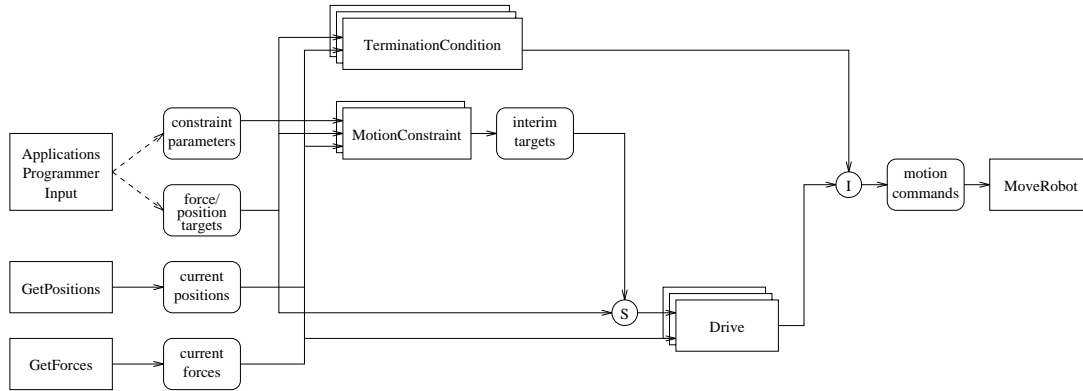 TerminationCondition
constraint
parameters
MotionConstraint
interim
targets
Applications
Programmer
Input
force/
position
targets
I
motion
commands
MoveRobot
GetPositions
current
positions
S
Drive
GetForces
current
forces